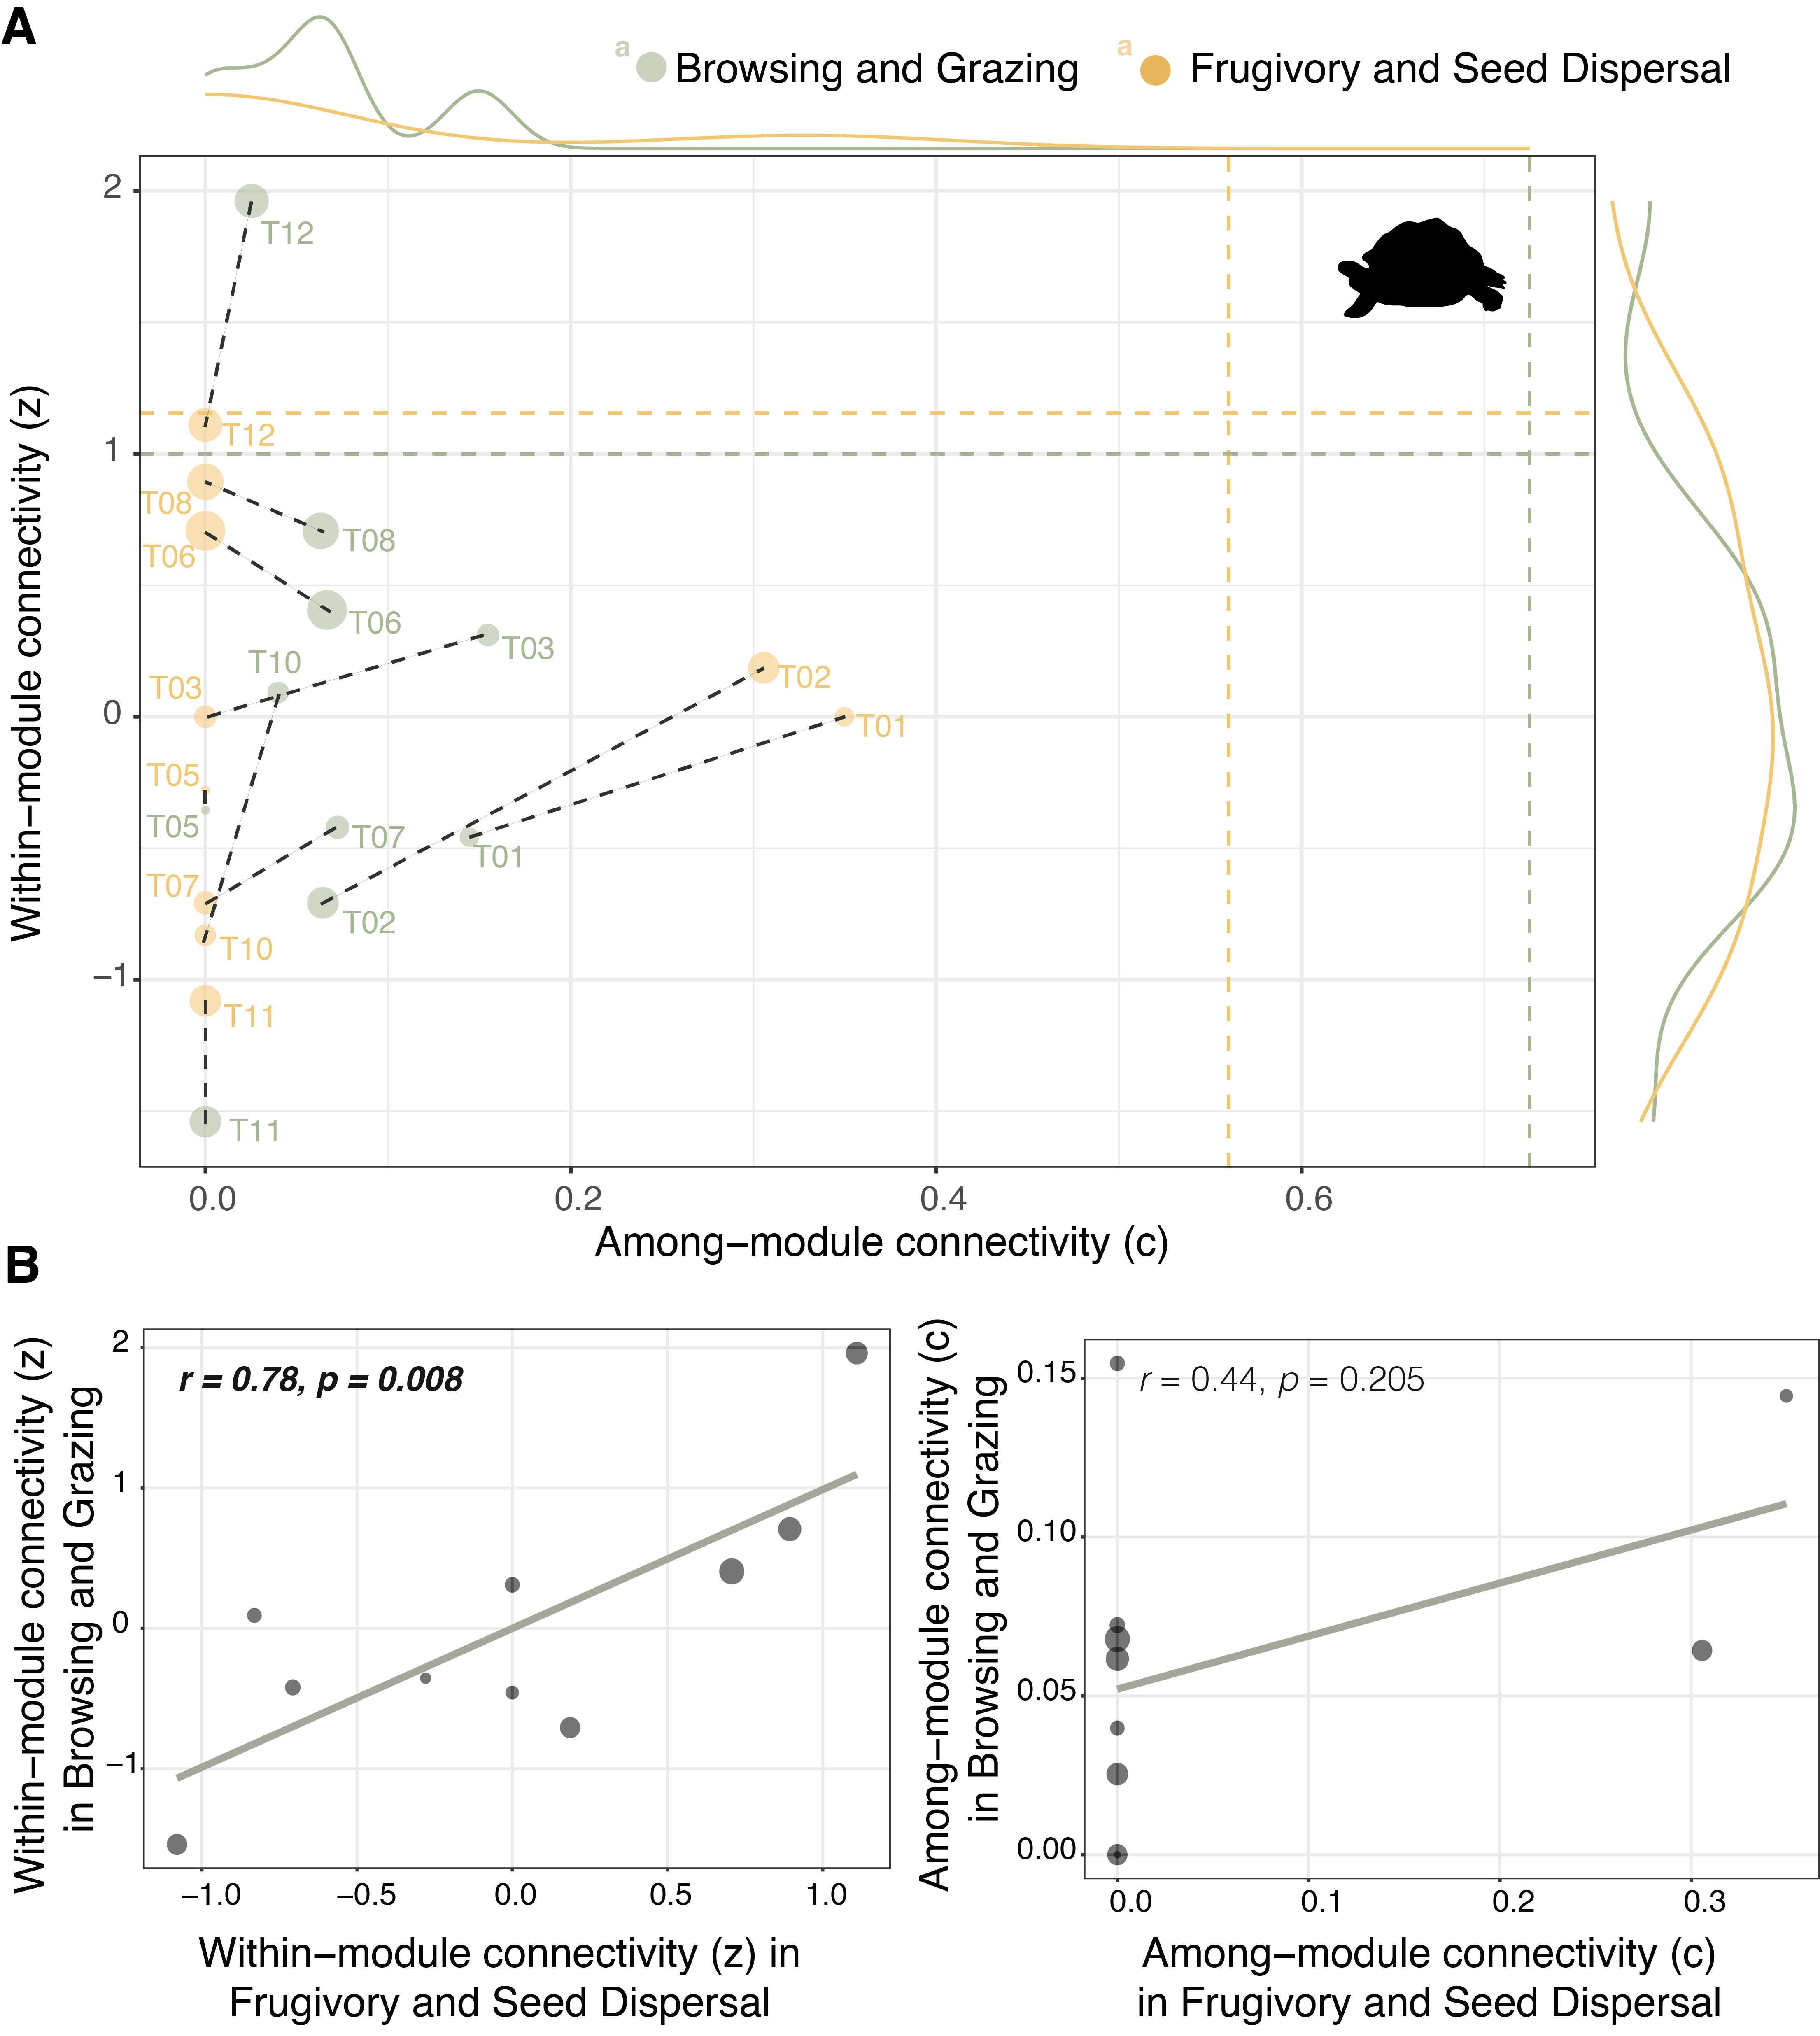 A
a Browsing and Grazing a Frugivory and Seed Dispersal
2
T12
T12
1
T08
T08
T06
T06
T03
T10
T03
T02
0
T01
T05
T05
T07
T01
T07
T02
T10
−1
T11
T11
Within−module connectivity (z)
0.0 0.2 0.4 0.6
Among−module connectivity (c)
B
r = 0.78, p = 0.008
2
1
0
−1
Within−module connectivity (z)
in Browsing and Grazing
−1.0 −0.5 0.0 0.5 1.0
Within−module connectivity (z) in
Frugivory and Seed Dispersal
r = 0.44, p = 0.205
0.15
0.10
0.05
0.00
Among−module connectivity (c)
in Browsing and Grazing
0.0 0.1 0.2 0.3
Among−module connectivity (c)
in Frugivory and Seed Dispersal